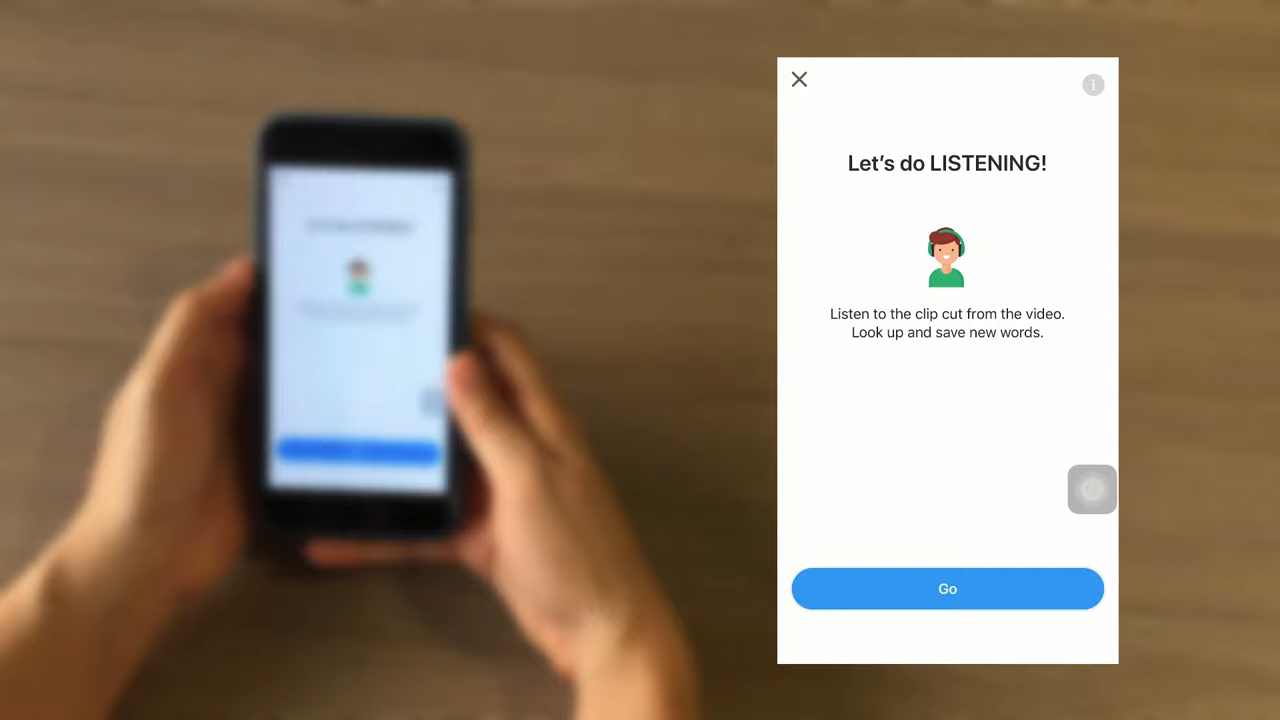 Let's do LISTENING!
Listen to the clip cut from the video.
Look up and save new words.
Go